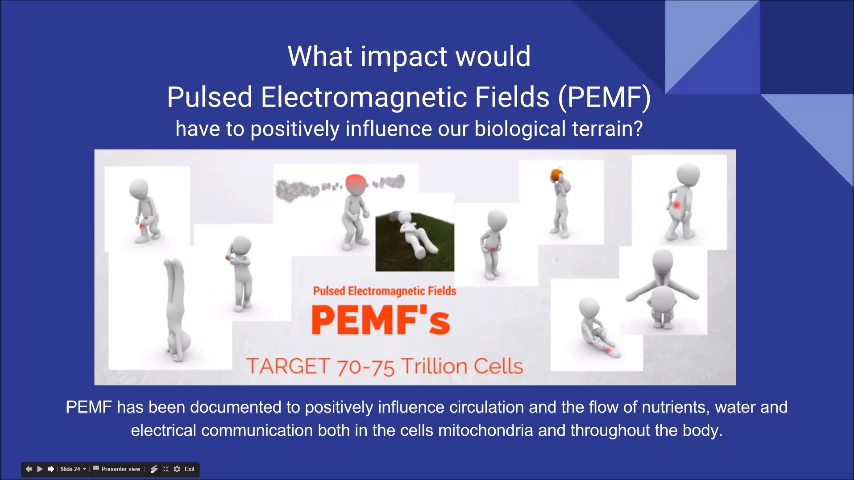 What impact would
Pulsed Electromagnetic Fields (PEMF)
have to positively influence our biological terrain?
Pulsed Electromagnetic Fields
PEMF's
TARGET 70-75 Trillion Cells
PEMF has been documented to positively influence circulation and the flow of nutrients, water and
electrical communication both in the cells mitochondria and throughout the body.
Slide 24
Presenter view
Exit